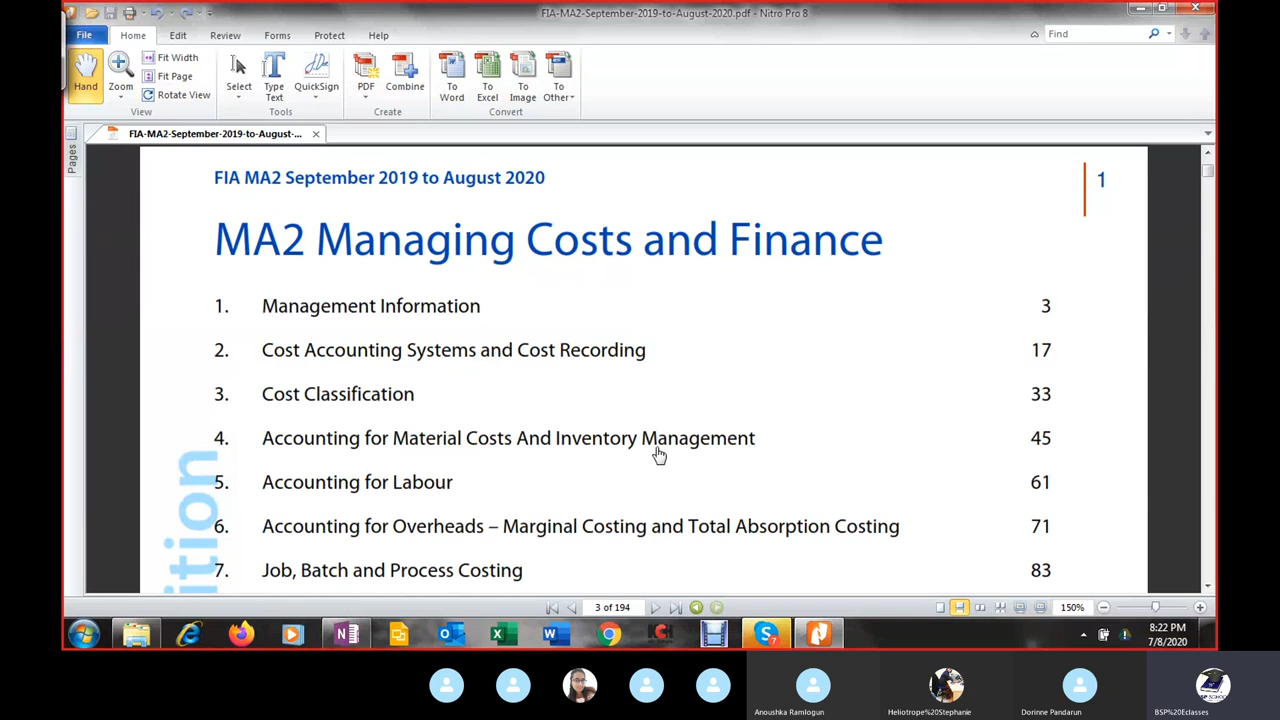 FIA-MA2-September-2019-to-August-2020.pdf - Nitro Pro 8
File Home Edit Review Forms Protect Help
Find
Hand
Zoom
Fit Width
Fit Page
Rotate View
View
Select
Type Text
QuickSign
Tools
PDF
Combine
Create
To Word
To Excel
To Image
To Other
Convert
FIA-MA2-September-2019-to-August-...
Pages
FIA MA2 September 2019 to August 2020 1
MA2 Managing Costs and Finance
1. Management Information 3
2. Cost Accounting Systems and Cost Recording 17
3. Cost Classification 33
4. Accounting for Material Costs And Inventory Management 45
5. Accounting for Labour 61
6. Accounting for Overheads – Marginal Costing and Total Absorption Costing 71
7. Job, Batch and Process Costing 83
ition
3 of 194
150%
8:22 PM
7/8/2020
Anoushka Ramlogun
Heliotrope%20Stephanie
Dorinne Pandarun
BSP%20Eclasses